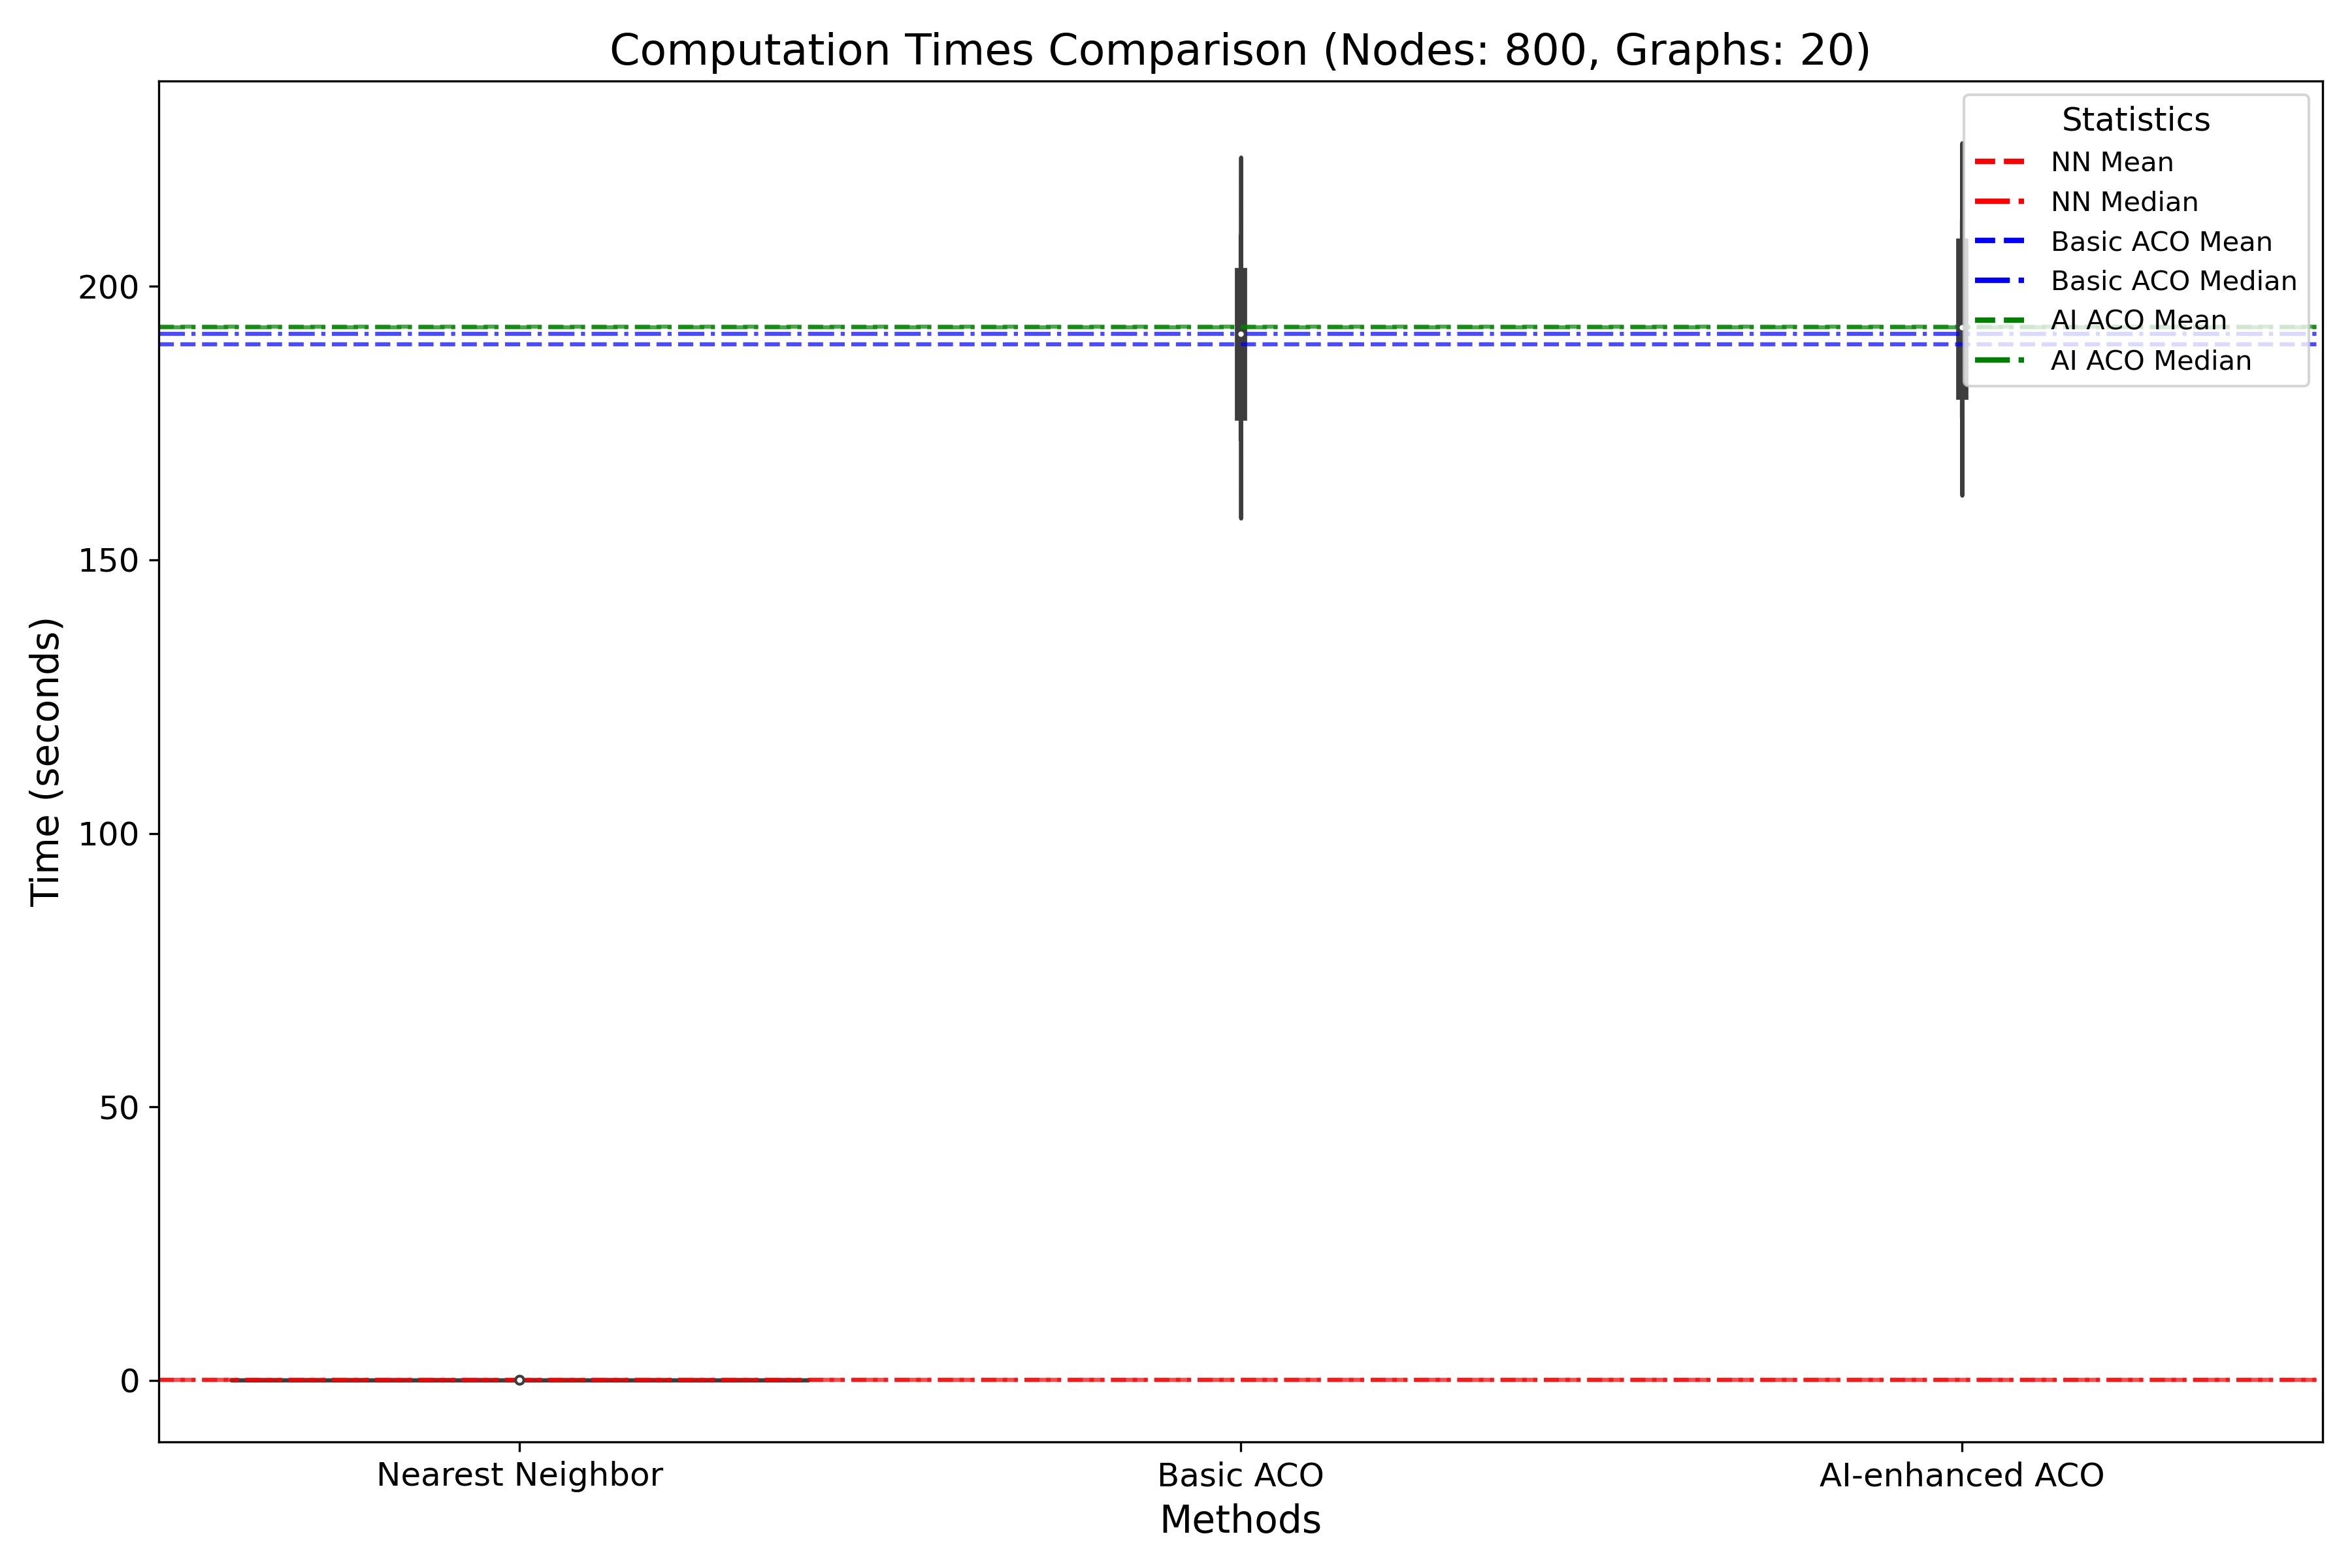 Computation Times Comparison (Nodes: 800, Graphs: 20)
Statistics
NN Mean
NN Median
Basic ACO Mean
Basic ACO Median
AI ACO Mean
AI ACO Median
Time (seconds)
200
150
100
50
0
Nearest Neighbor
Basic ACO
AI-enhanced ACO
Methods